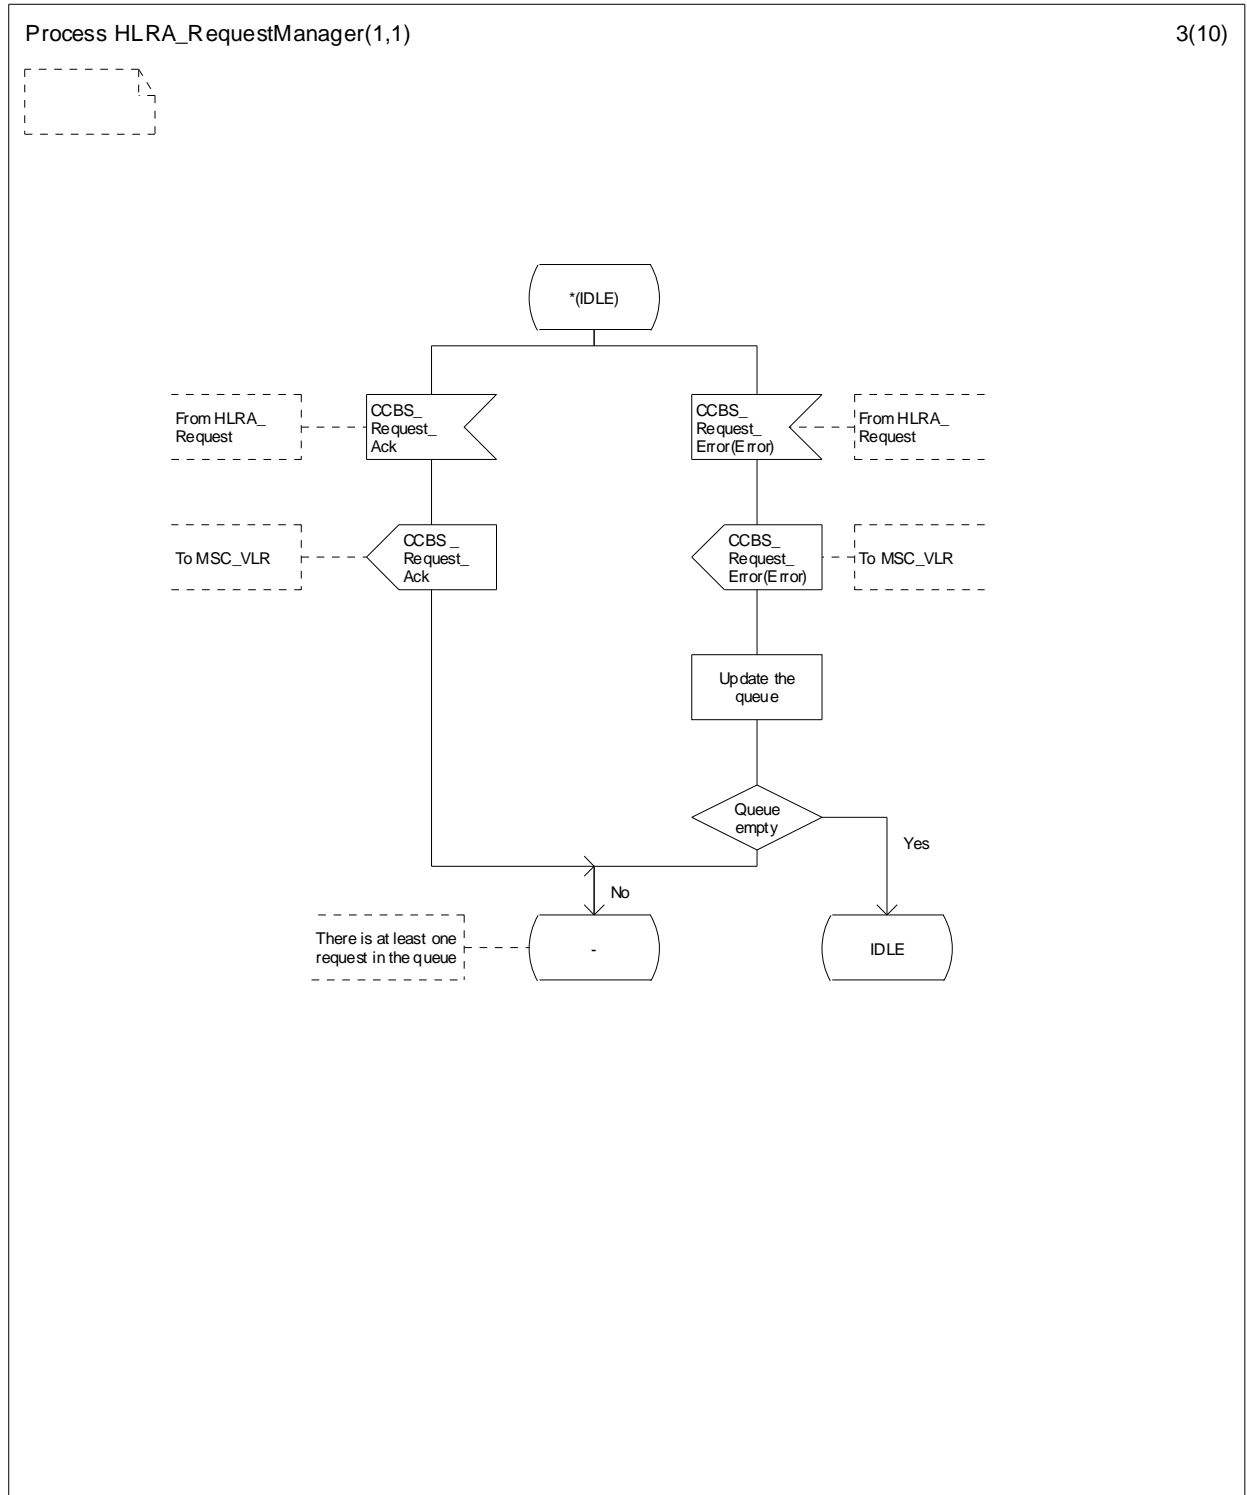 Process HLRA_RequestManager(1,1)
3(10)
*(IDLE)
From HLRA_
Request
CCBS_
Request_
Ack
CCBS_
Request_
Error(Error)
From HLRA_
Request
To MSC_VLR
CCBS_
Request_
Ack
CCBS_
Request_
Error(Error)
To MSC_VLR
Update the
queue
Queue
empty
Yes
No
There is at least one
request in the queue
-
IDLE